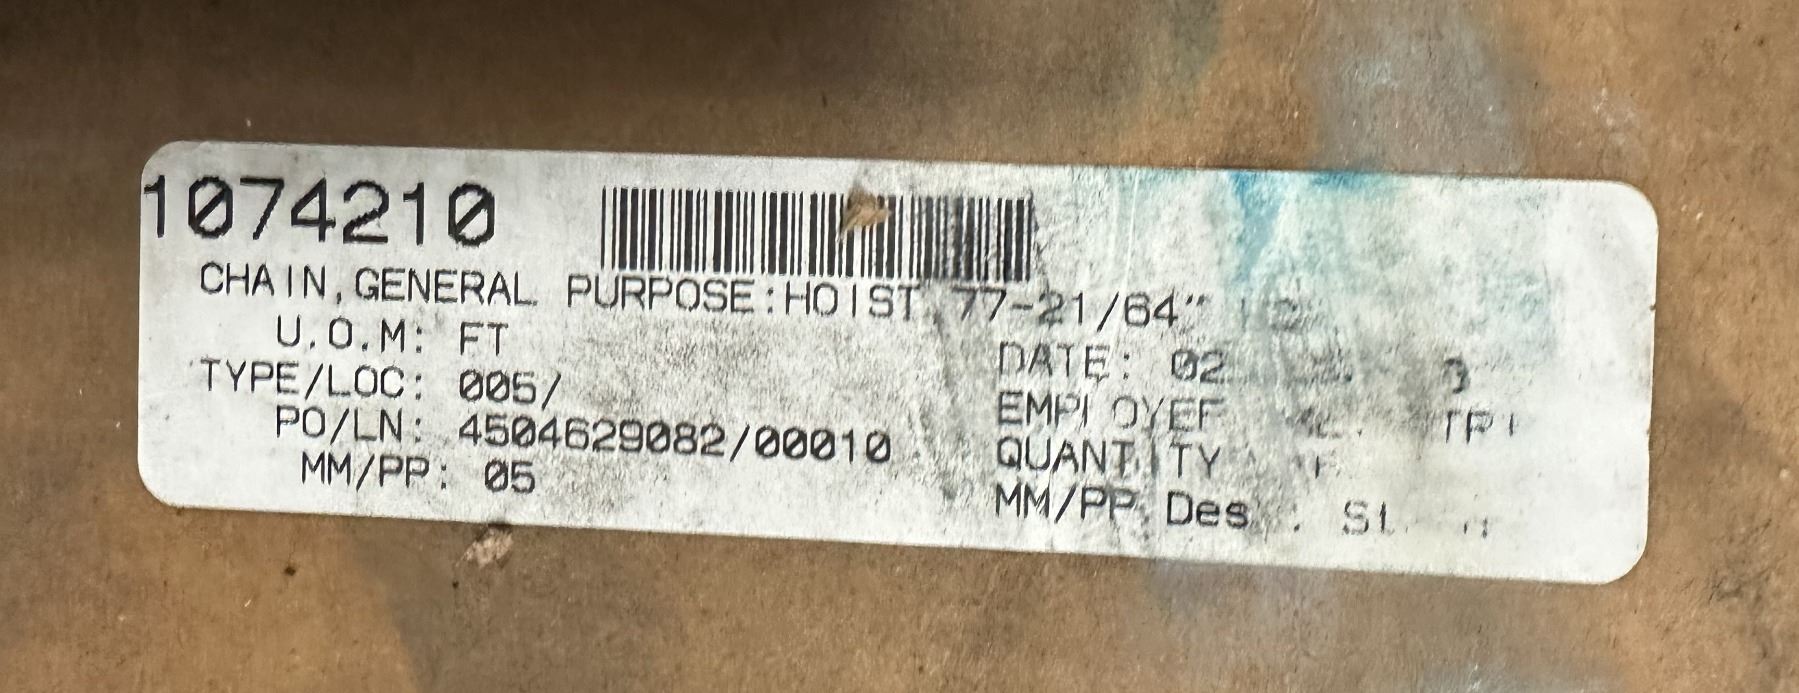 1074210
CHAIN,GENERAL PURPOSE:HOIST, 77-21/64"
U.O.M: FT
DATE: 02
TYPE/LOC: 005/
EMPLOYEE
PO/LN: 4504629082/00010
QUANTITY
MM/PP: 05
MM/PP Des